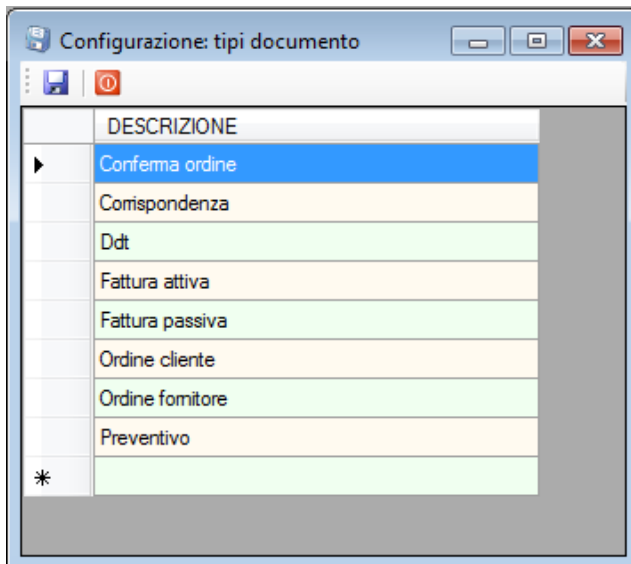 Configurazione: tipi documento
DESCRIZIONE
Conferma ordine
Corrispondenza
Ddt
Fattura attiva
Fattura passiva
Ordine cliente
Ordine fornitore
Preventivo